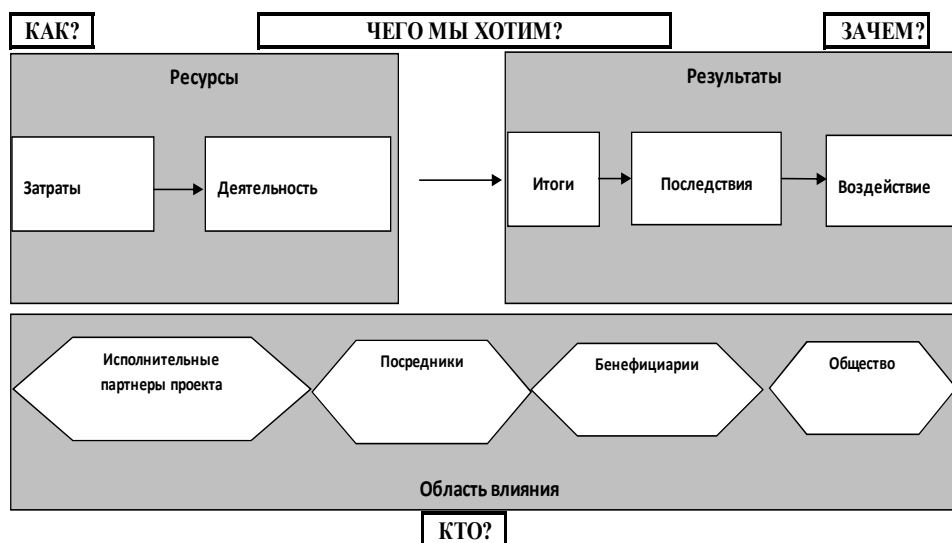 КАК?
ЧЕГО МЫ ХОТИМ?
ЗАЧЕМ?
Ресурсы
Результаты
Затраты
Деятельность
Итоги
Последствия
Воздействие
Исполнительные
партнеры проекта
Посредники
Бенефициарии
Общество
Область влияния
КТО?